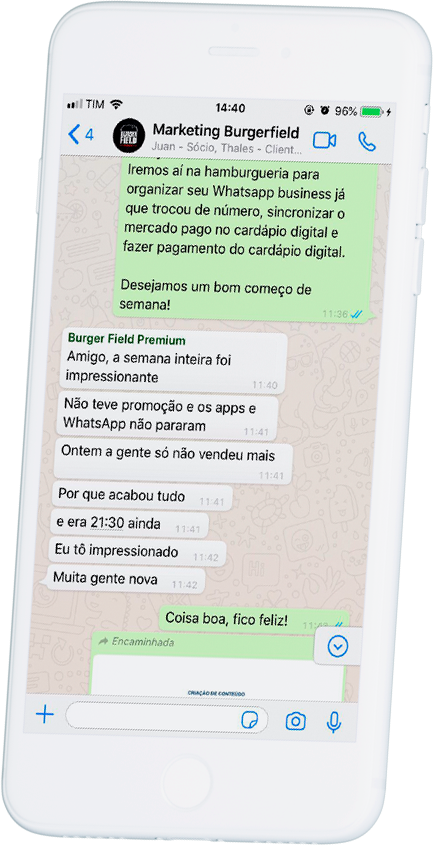 TIM
14:40
96%
4
BURGER
FIELD
Marketing Burgerfield
Juan - Sócio, Thales - Client...
Iremos aí na hamburgueria para
organizar seu Whatsapp business já
que trocou de número, sincronizar o
mercado pago no cardápio digital e
fazer pagamento do cardápio digital.
Desejamos um bom começo de
semana!
11:36
Burger Field Premium
Amigo, a semana inteira foi
impressionante
11:40
Não teve promoção e os apps e
WhatsApp não pararam
11:41
Ontem a gente só não vendeu mais
11:41
Por que acabou tudo
11:41
e era 21:30 ainda
11:41
Eu tô impressionado
11:42
Muita gente nova
11:42
Coisa boa, fico feliz!
Encaminhada
CRIAÇÃO DE CONTEÚDO